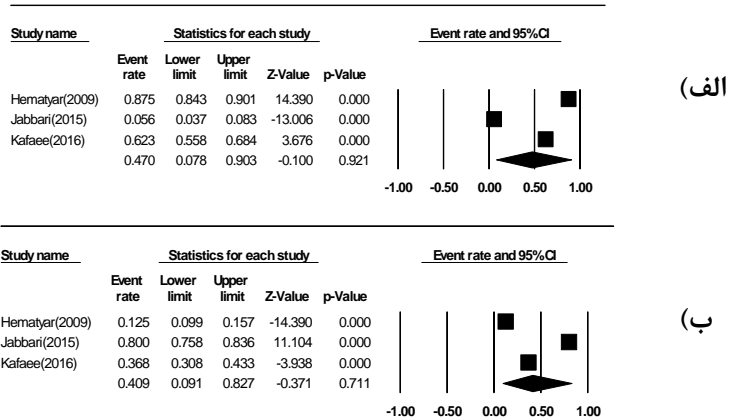 Study name Statistics for each study Event rate and 95%CI
Event Lower Upper
rate limit limit Z-Value p-Value
Hematyar(2009) 0.875 0.843 0.901 14.390 0.000
Jabbari(2015) 0.056 0.037 0.083 -13.006 0.000
Kafaee(2016) 0.623 0.558 0.684 3.676 0.000
0.470 0.078 0.903 -0.100 0.921
-1.00 -0.50 0.00 0.50 1.00
الف)
Study name Statistics for each study Event rate and 95%CI
Event Lower Upper
rate limit limit Z-Value p-Value
Hematyar(2009) 0.125 0.099 0.157 -14.390 0.000
Jabbari(2015) 0.800 0.758 0.836 11.104 0.000
Kafaee(2016) 0.368 0.308 0.433 -3.938 0.000
0.409 0.091 0.827 -0.371 0.711
-1.00 -0.50 0.00 0.50 1.00
ب)